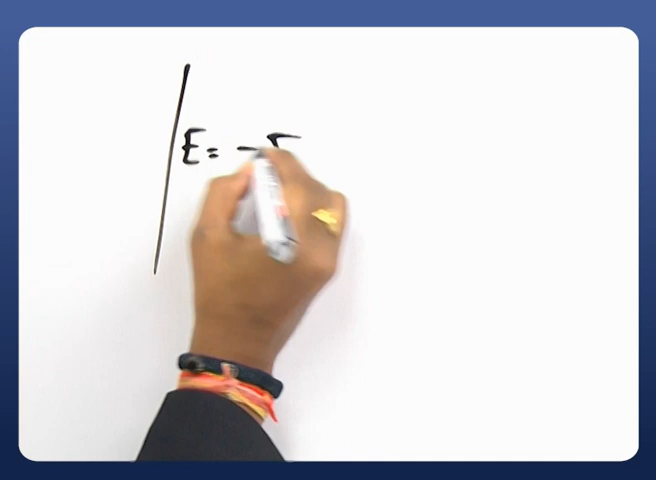 E = -